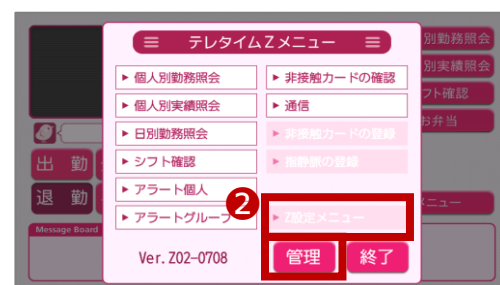 テレタイムZメニュー
個人別勤務照会
個人別実績照会
日別勤務照会
シフト確認
アラート個人
アラートグループ
非接触カードの確認
通信
非接触カードの登録
指静脈の登録
2
Z設定メニュー
Ver. Z02-0708
管理
終了
別勤務照会
別実績照会
フト確認
お弁当
出 勤
退 勤
メニュー
Message Board